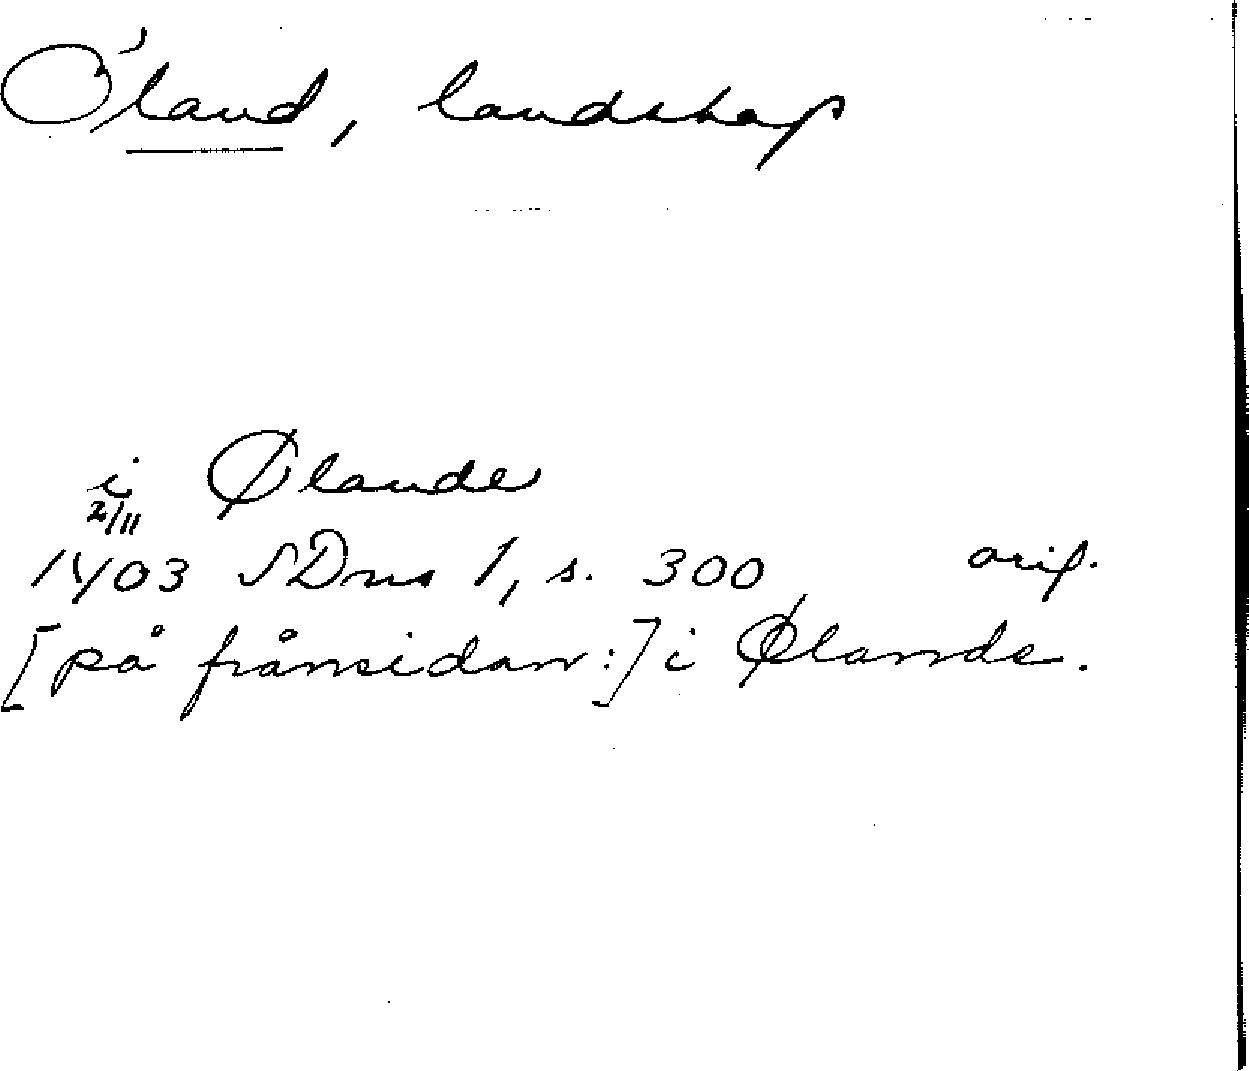 Öland, landskap
i Ølande
2/11
1403 SDns 1, s. 300 orig.
[på frånsidan:] i Ølande.